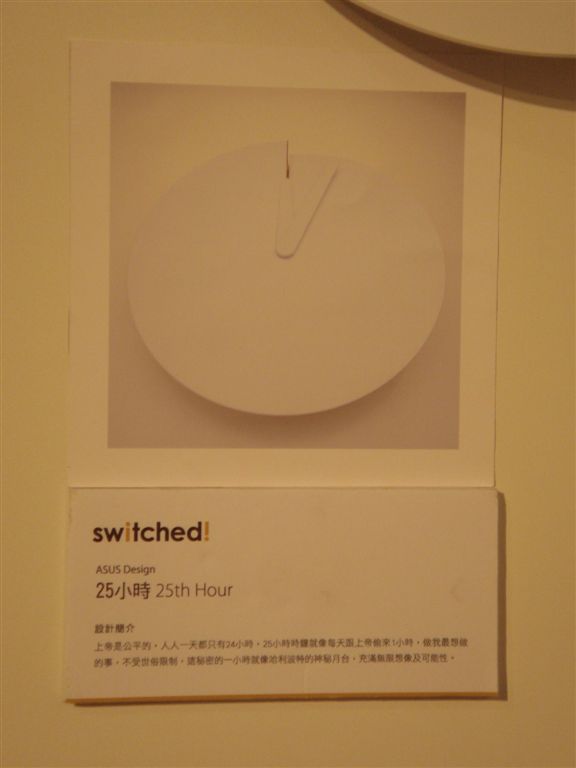 switched!
ASUS Design
25小時 25th Hour
設計簡介
上帝是公平的，人人一天都只有24小時，25小時時鐘就像每天跟上帝偷來1小時，做我最想做
的事，不受世俗限制，這秘密的一小時就像哈利波特的神秘月台，充滿無限想像及可能性。